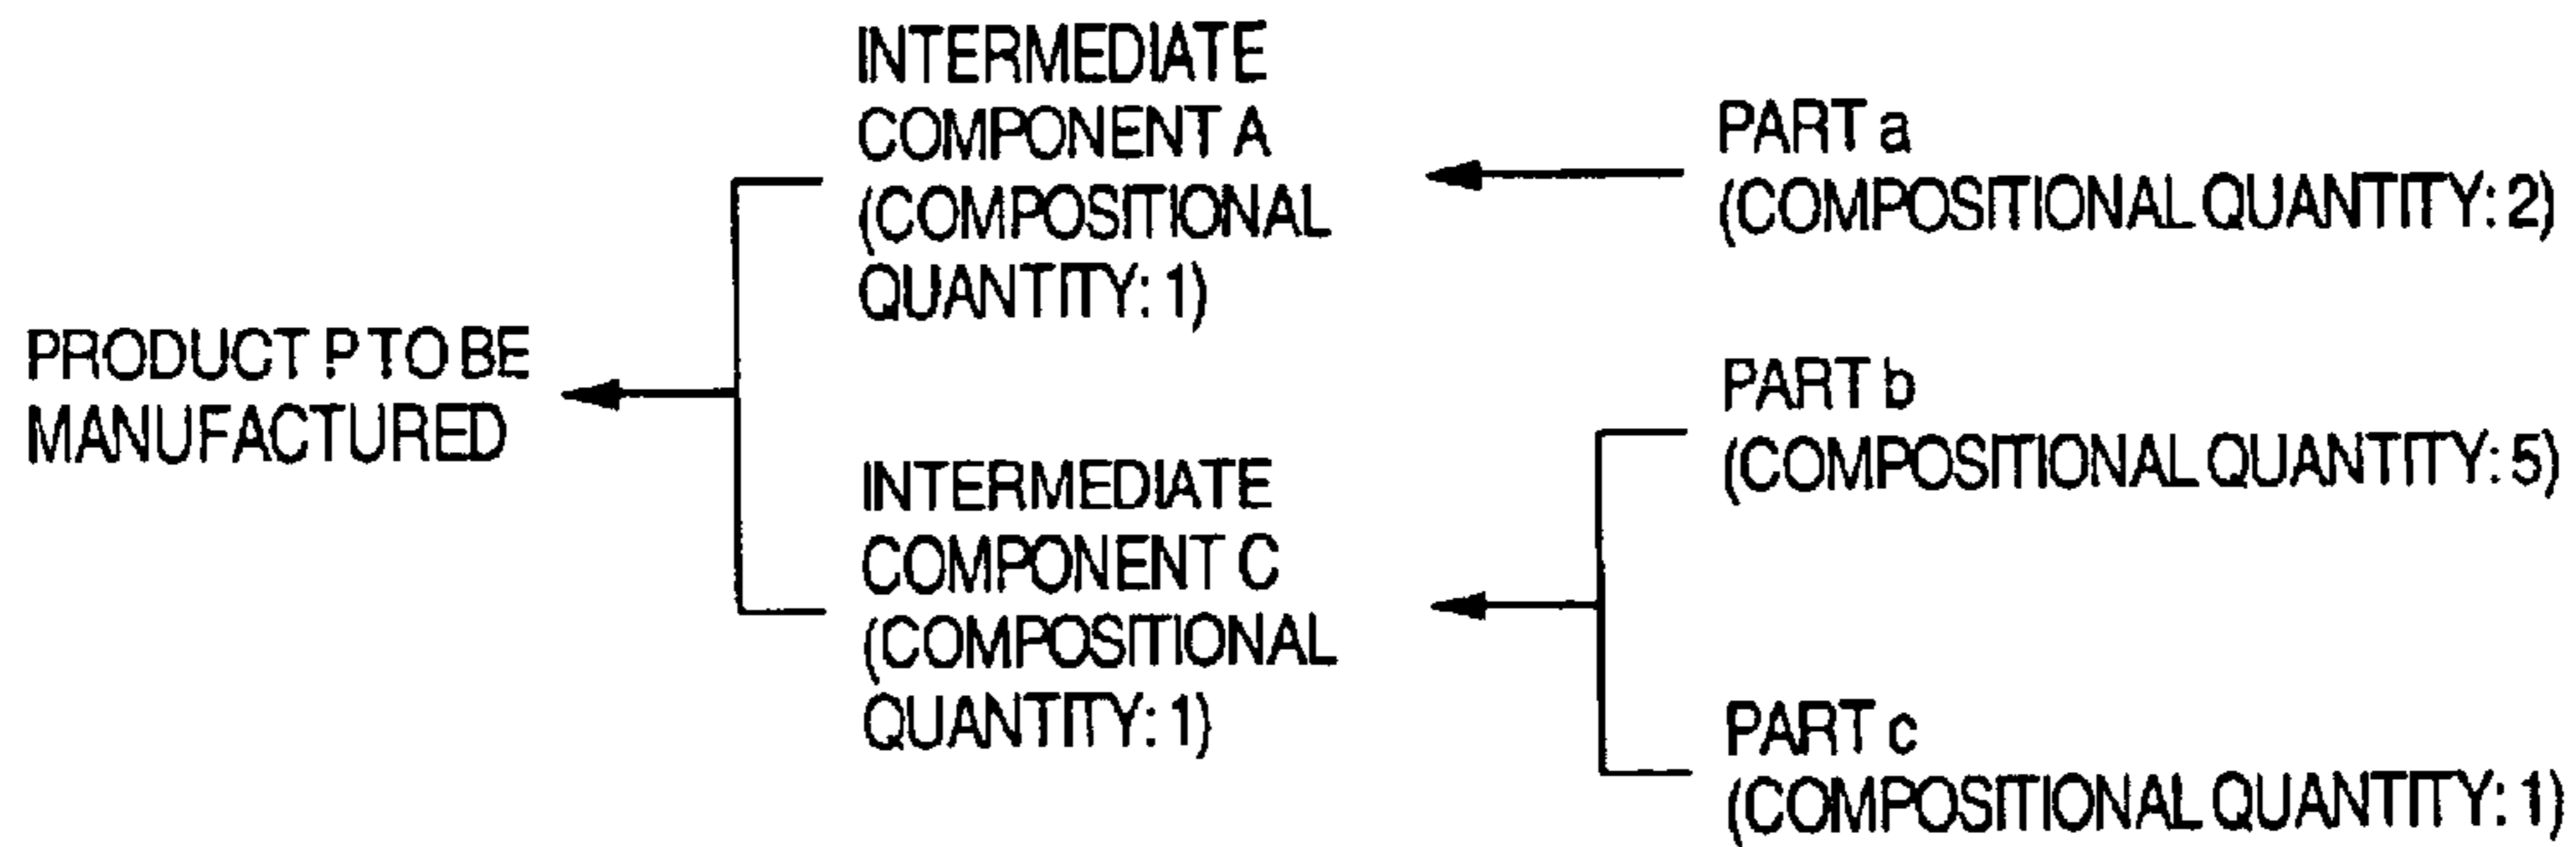 PRODUCT P TO BE
MANUFACTURED
INTERMEDIATE
COMPONENT A
(COMPOSITIONAL
QUANTITY: 1)
INTERMEDIATE
COMPONENT C
(COMPOSITIONAL
QUANTITY: 1)
PART a
(COMPOSITIONAL QUANTITY: 2)
PART b
(COMPOSITIONAL QUANTITY: 5)
PART c
(COMPOSITIONAL QUANTITY: 1)